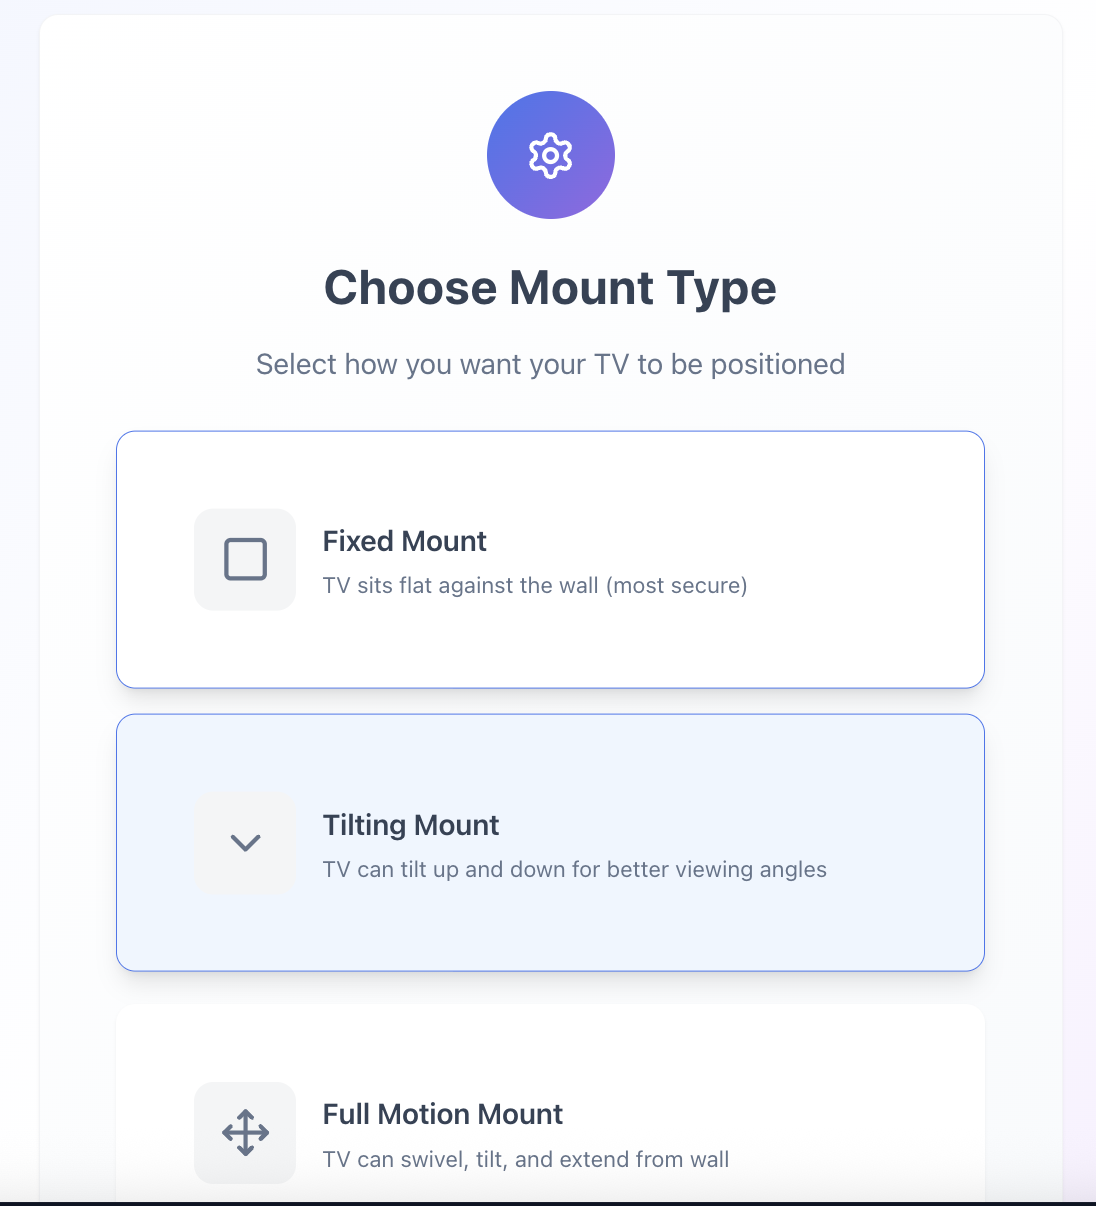 Choose Mount Type
Select how you want your TV to be positioned
Fixed Mount
TV sits flat against the wall (most secure)
Tilting Mount
TV can tilt up and down for better viewing angles
Full Motion Mount
TV can swivel, tilt, and extend from wall